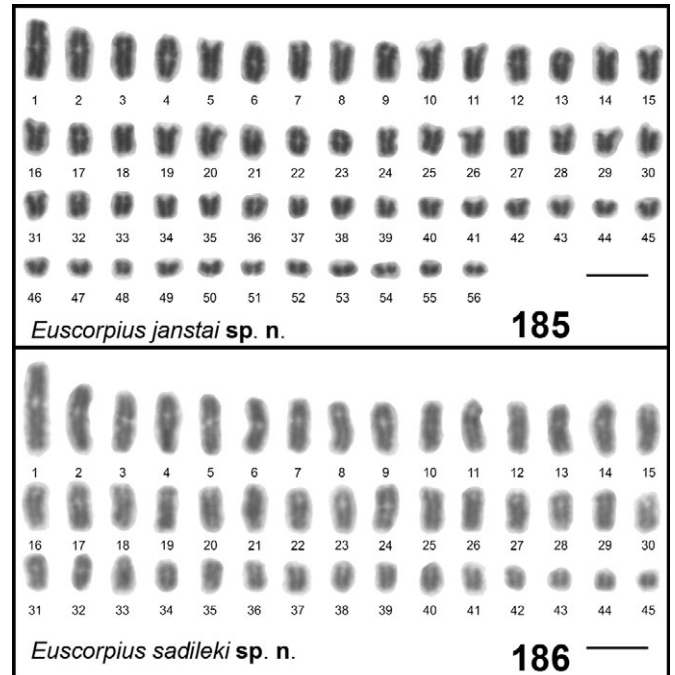 1 2 3 4 5 6 7 8 9 10 11 12 13 14 15
16 17 18 19 20 21 22 23 24 25 26 27 28 29 30
31 32 33 34 35 36 37 38 39 40 41 42 43 44 45
46 47 48 49 50 51 52 53 54 55 56
Euscorpius janstai sp. n. 185
1 2 3 4 5 6 7 8 9 10 11 12 13 14 15
16 17 18 19 20 21 22 23 24 25 26 27 28 29 30
31 32 33 34 35 36 37 38 39 40 41 42 43 44 45
Euscorpius sadileki sp. n. 186